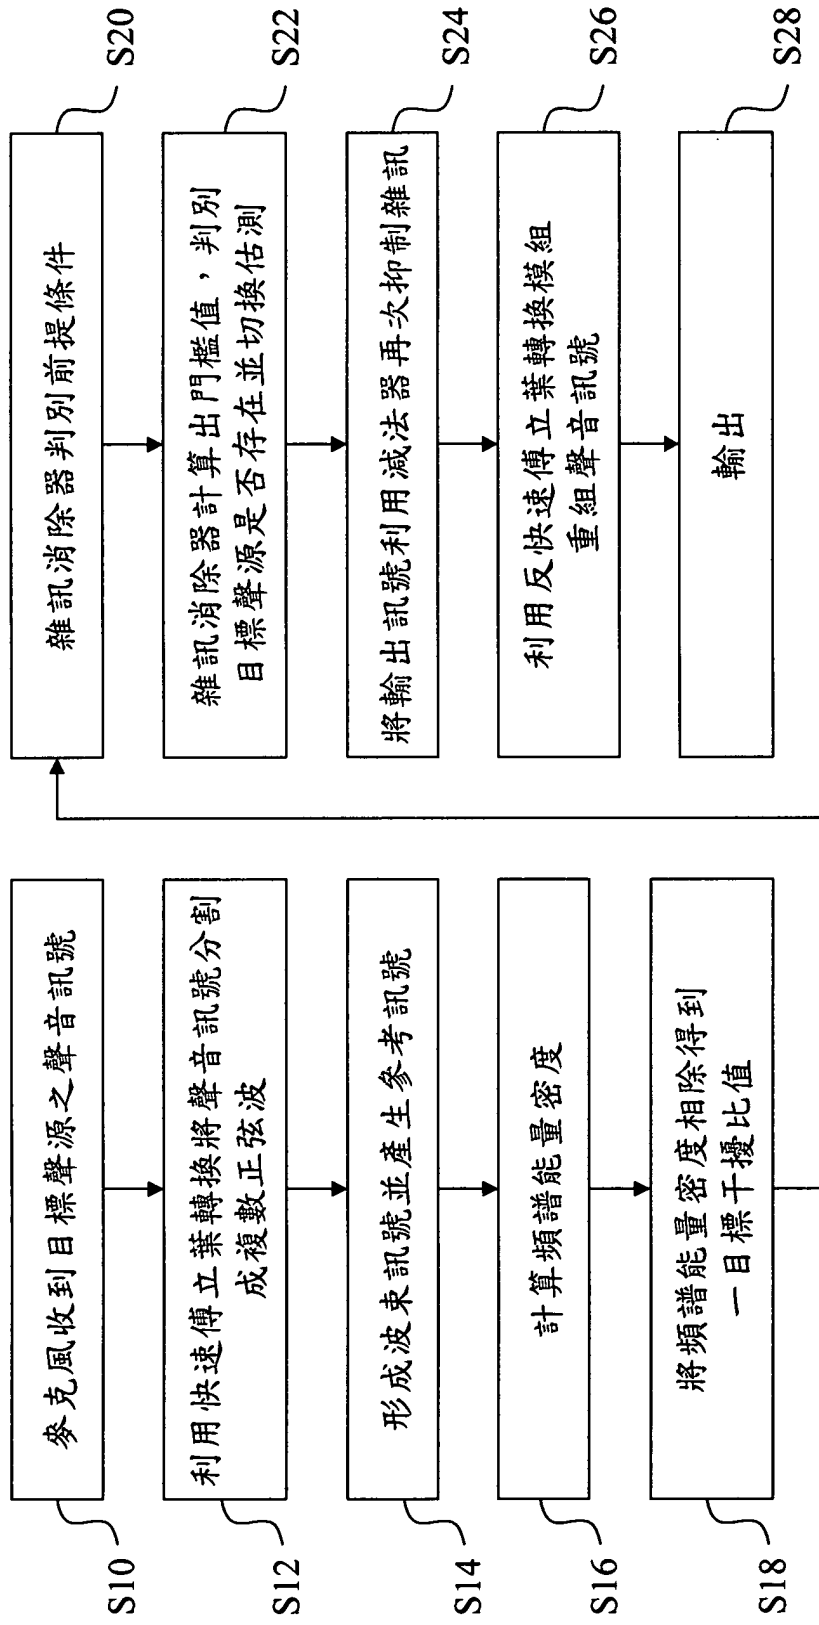 S10
麥克風收到目標聲源之聲音訊號
S12
利用快速傅立葉轉換將聲音訊號分割
成複數正弦波
S14
形成波束訊號並產生參考訊號
S16
計算頻譜能量密度
S18
將頻譜能量密度相除得到
一目標干擾比值
S20
雜訊消除器判別前提條件
S22
雜訊消除器計算出門檻值，判別
目標聲源是否存在並切換估測
S24
將輸出訊號利用減法器再次抑制雜訊
S26
利用反快速傅立葉轉換模組
重組聲音訊號
S28
輸出